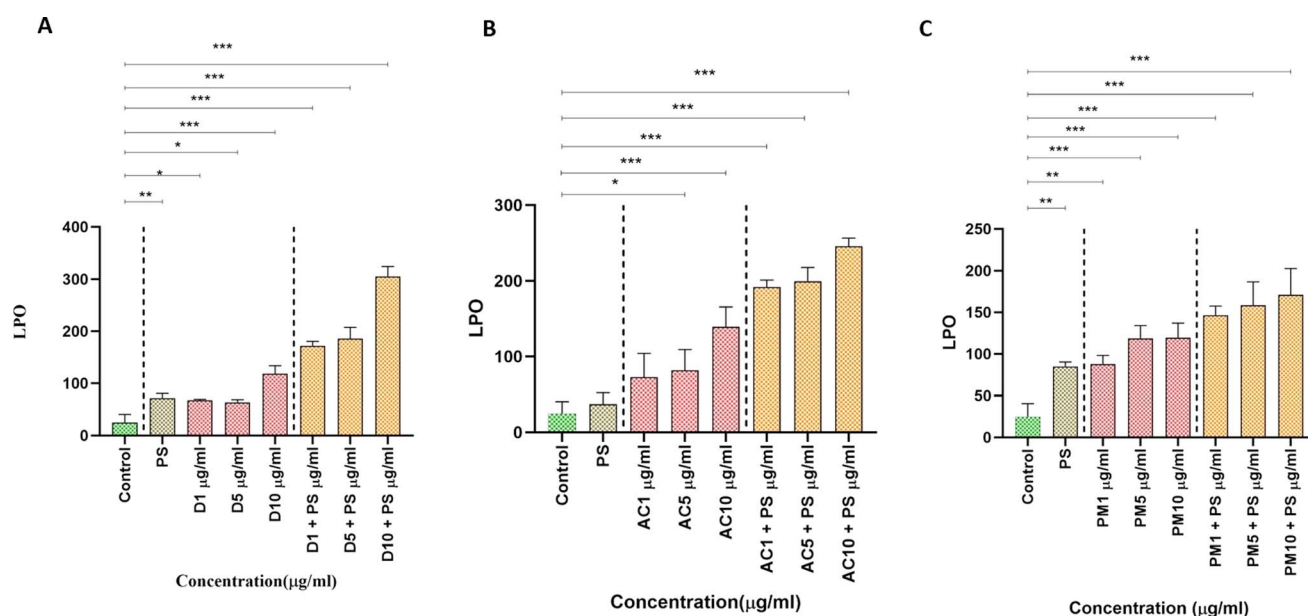 A
***
***
***
***
*
*
**
400
300
200
100
0
LPO
Control
PS
D1 μg/ml
D5 μg/ml
D10 μg/ml
D1 + PS μg/ml
D5 + PS μg/ml
D10 + PS μg/ml
Concentration(μg/ml)
B
***
***
***
***
*
300
200
100
0
LPO
Control
PS
AC1 μg/ml
AC5 μg/ml
AC10 μg/ml
AC1 + PS μg/ml
AC5 + PS μg/ml
AC10 + PS μg/ml
Concentration(μg/ml)
C
***
***
***
***
***
**
**
250
200
150
100
50
0
LPO
Control
PS
PM1 μg/ml
PM5 μg/ml
PM10 μg/ml
PM1 + PS μg/ml
PM5 + PS μg/ml
PM10 + PS μg/ml
Concentration (μg/ml)